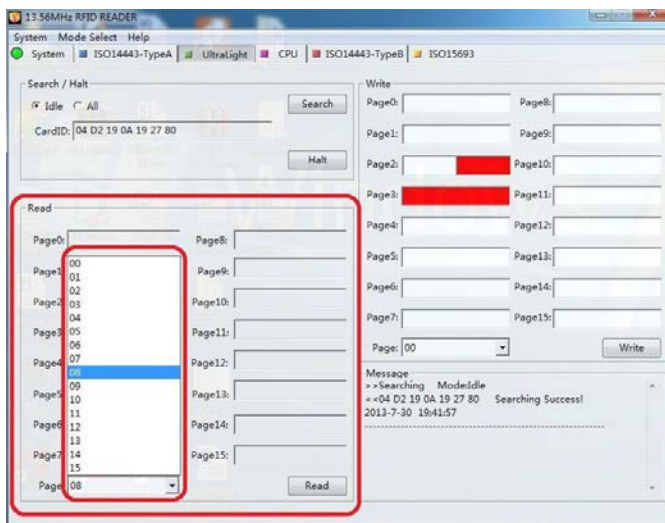 13.56MHz RFID READER
System Mode Select Help
System ISO14443-TypeA UltraLight CPU ISO14443-TypeB ISO15693
Search / Halt
Idle All
Search
CardID: 04 D2 19 0A 19 27 80
Halt
Read
Page0: Page8:
Page1 Page9:
Page2 Page10:
Page3 Page11:
Page4 Page12:
Page5 Page13:
Page6 Page14:
Page7 Page15:
00
01
02
03
04
05
06
07
08
09
10
11
12
13
14
15
Page 08
Read
Write
Page0: Page8:
Page1: Page9:
Page2: Page10:
Page3: Page11:
Page4: Page12:
Page5: Page13:
Page6: Page14:
Page7: Page15:
Page: 00
Write
Message
>>Searching Mode:Idle
<<04 D2 19 0A 19 27 80 Searching Success!
2013-7-30 19:41:57